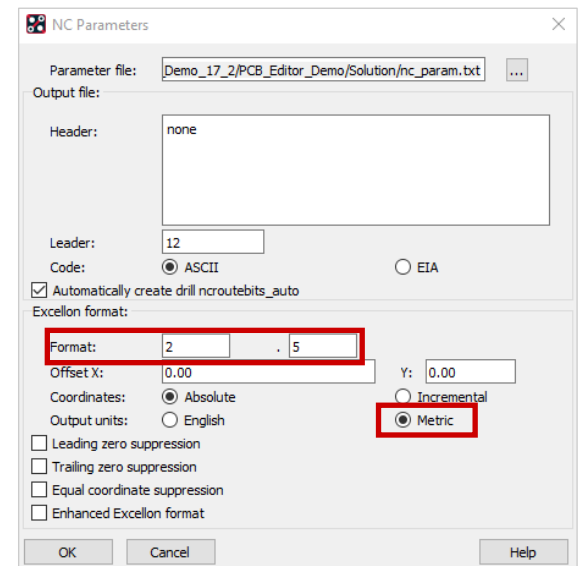 NC Parameters
Parameter file: Demo_17_2/PCB_Editor_Demo/Solution/nc_param.txt ...
Output file:
Header: none
Leader: 12
Code: ASCII EIA
Automatically create drill ncroutebits_auto
Excellon format:
Format: 2 . 5
Offset X: 0.00 Y: 0.00
Coordinates: Absolute Incremental
Output units: English Metric
Leading zero suppression
Trailing zero suppression
Equal coordinate suppression
Enhanced Excellon format
OK Cancel Help